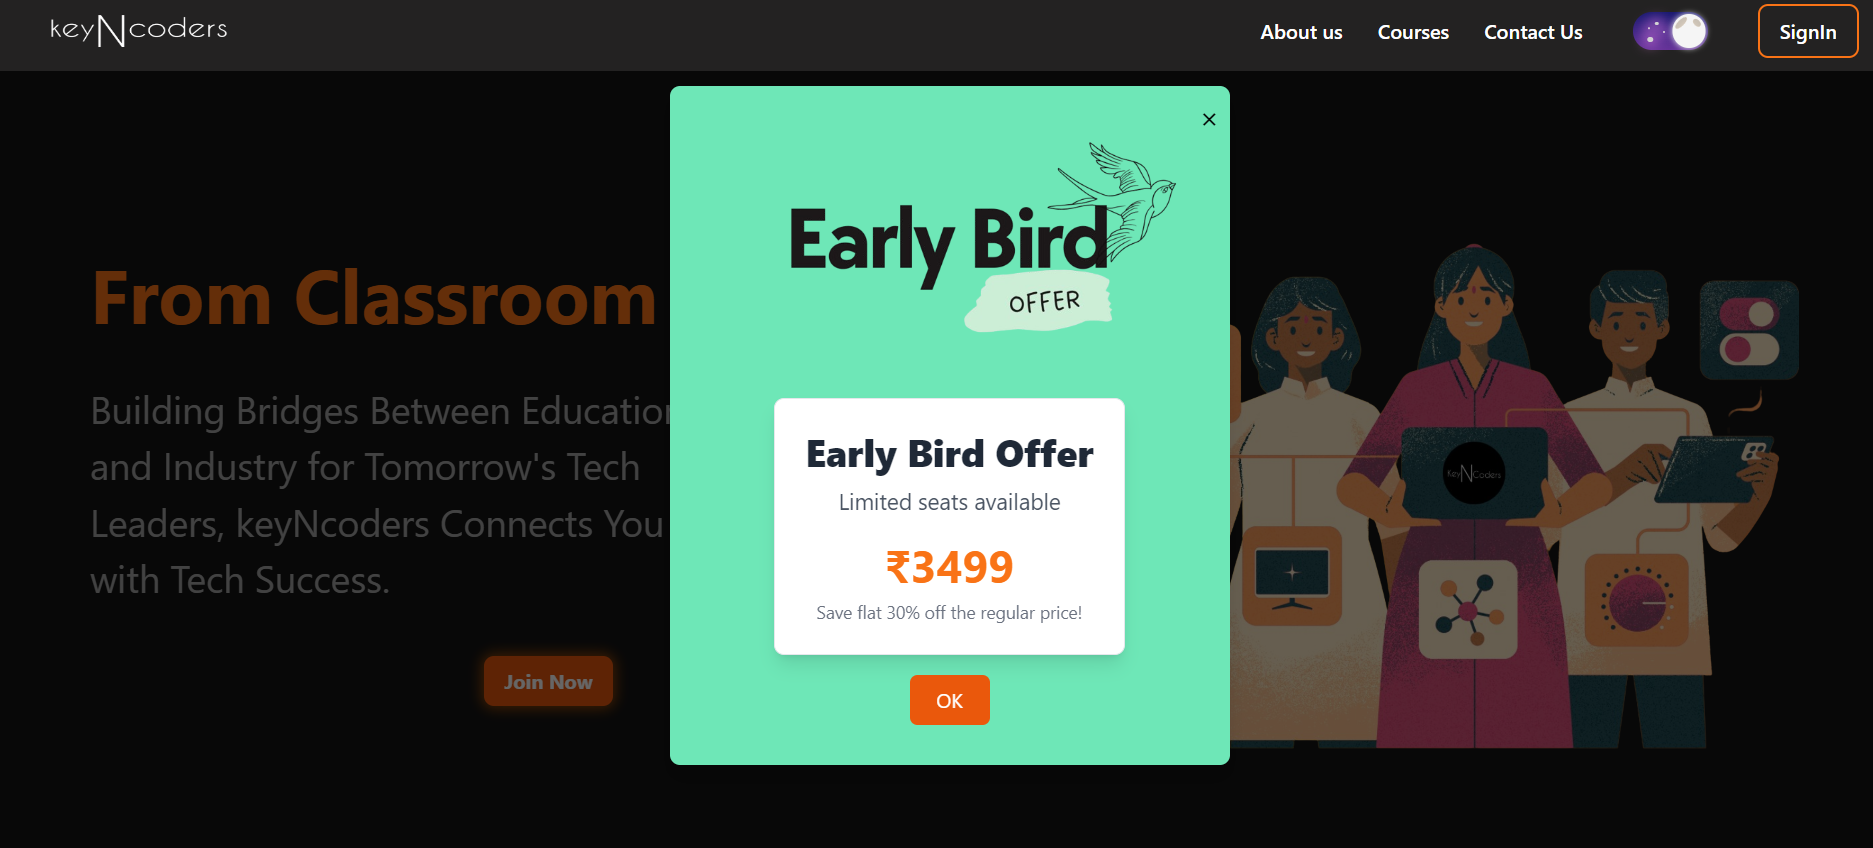 keyNcoders
About us
Courses
Contact Us
SignIn
Early Bird
OFFER
Early Bird Offer
Limited seats available
₹3499
Save flat 30% off the regular price!
OK
From Classroom
Building Bridges Between Education
and Industry for Tomorrow's Tech
Leaders, keyNcoders Connects You
with Tech Success.
Join Now
KeyNCoders